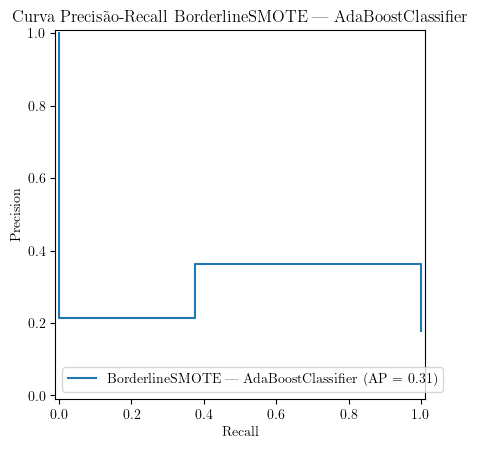 Curva Precisão-Recall BorderlineSMOTE — AdaBoostClassifier
1.0
0.8
0.6
0.4
0.2
0.0
Precision
BorderlineSMOTE — AdaBoostClassifier (AP = 0.31)
0.0 0.2 0.4 0.6 0.8 1.0
Recall